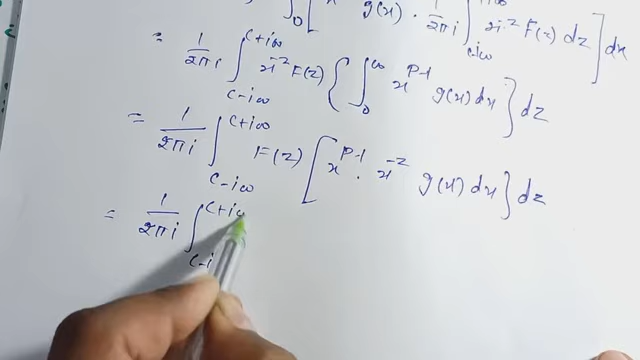 ∫₀ [ g(x) · 1/2πi ∫_{c-i∞}^{c+i∞} x^{-z} F(z) dz ] dx
= 1/2πi ∫_{c-i∞}^{c+i∞} x^{-z} F(z) { ∫₀^∞ x^{p-1} g(x) dx } dz
= 1/2πi ∫_{c-i∞}^{c+i∞} F(z) [ x^{p-1} · x^{-z} g(x) dx } dz
= 1/2πi ∫_{c-i}^{c+i∞}